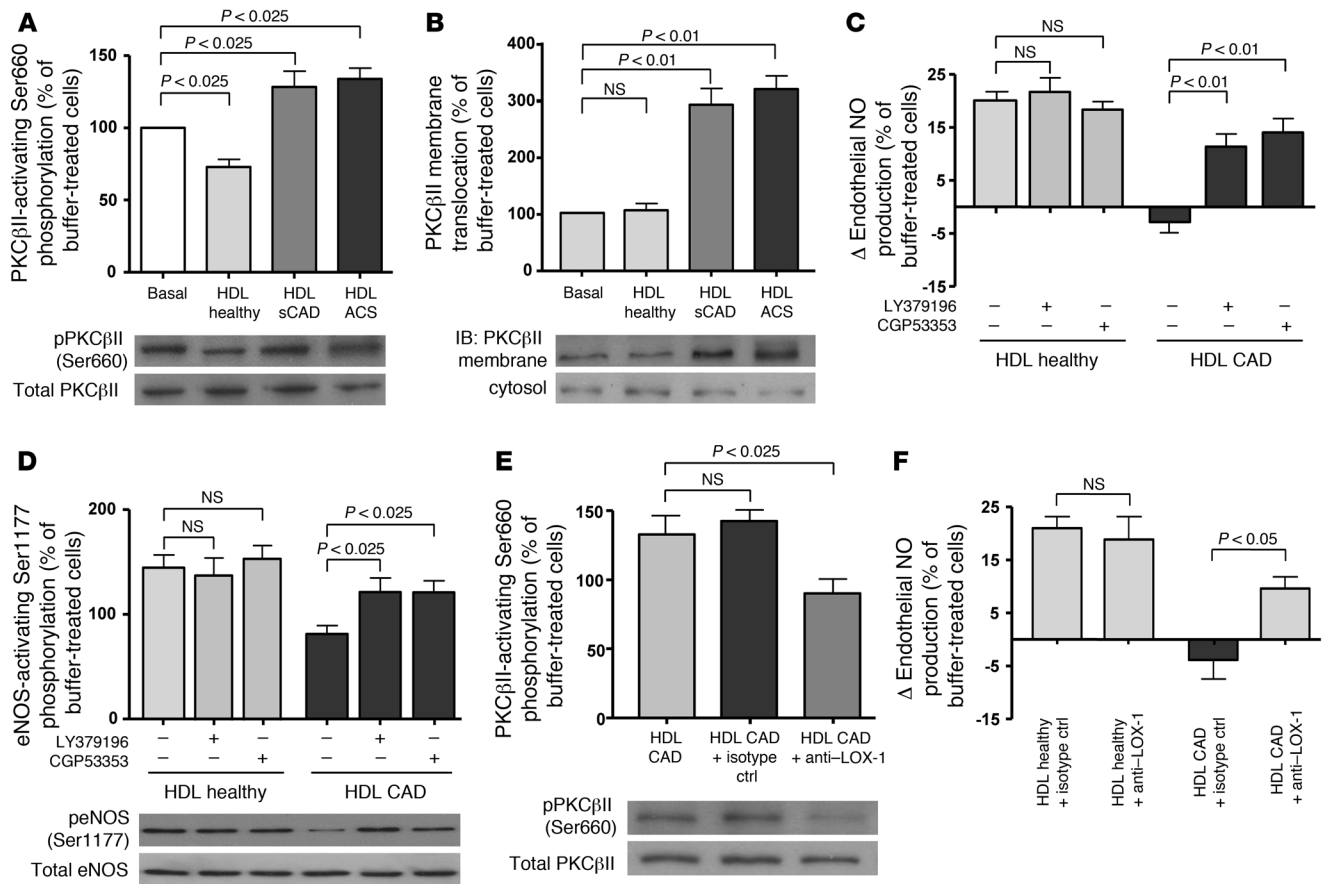 A
P < 0.025
P < 0.025
P < 0.025
PKCβII-activating Ser660
phosphorylation (% of
buffer-treated cells)
150
100
50
0
Basal
HDL
healthy
HDL
sCAD
HDL
ACS
pPKCβII
(Ser660)
Total PKCβII
B
P < 0.01
P < 0.01
NS
PKCβII membrane
translocation (% of
buffer-treated cells)
400
300
200
100
0
Basal
HDL
healthy
HDL
sCAD
HDL
ACS
IB: PKCβII
membrane
cytosol
C
NS
NS
P < 0.01
P < 0.01
Δ Endothelial NO
production (% of
buffer-treated cells)
25
15
5
-5
-15
LY379196 – + – – + –
CGP53353 – – + – – +
HDL healthy HDL CAD
D
NS
NS
P < 0.025
P < 0.025
eNOS-activating Ser1177
phosphorylation (% of
buffer-treated cells)
200
100
0
LY379196 – + – – + –
CGP53353 – – + – – +
HDL healthy HDL CAD
peNOS
(Ser1177)
Total eNOS
E
P < 0.025
NS
PKCβII-activating Ser660
phosphorylation (% of
buffer-treated cells)
150
100
50
0
HDL
CAD
HDL CAD
+ isotype
ctrl
HDL CAD
+ anti–LOX-1
pPKCβII
(Ser660)
Total PKCβII
F
NS
P < 0.05
Δ Endothelial NO
production (% of
buffer-treated cells)
25
15
5
-5
-15
HDL healthy
+ isotype ctrl
HDL healthy
+ anti–LOX-1
HDL CAD
+ isotype ctrl
HDL CAD
+ anti–LOX-1